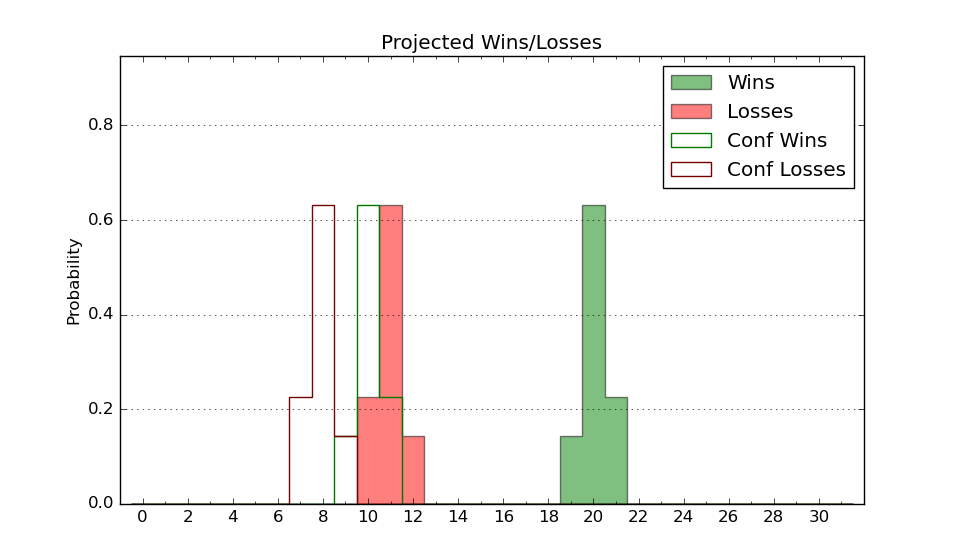 Projected Wins/Losses
Wins
Losses
Conf Wins
Conf Losses
Probability
0.8
0.6
0.4
0.2
0.0
0 2 4 6 8 10 12 14 16 18 20 22 24 26 28 30